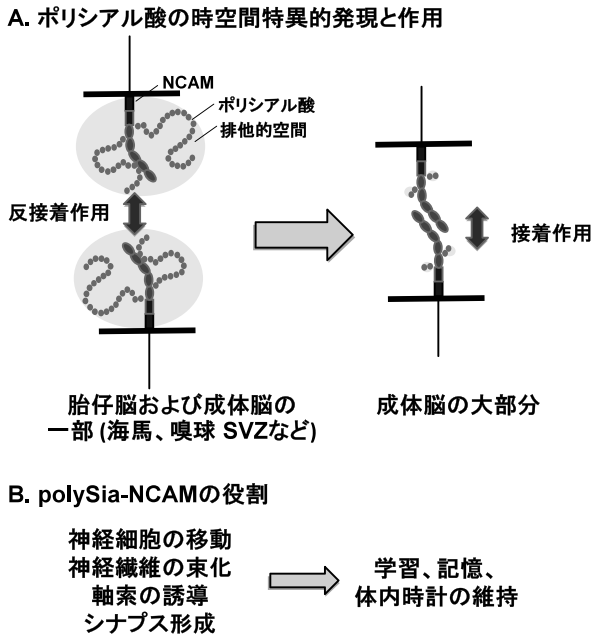 A. ポリシアル酸の時空間特異的発現と作用
NCAM
ポリシアル酸
排他的空間
反接着作用
接着作用
胎仔脳および成体脳の
一部 (海馬、嗅球 SVZなど)
成体脳の大部分
B. polySia-NCAMの役割
神経細胞の移動
神経繊維の束化
軸索の誘導
シナプス形成
学習、記憶、
体内時計の維持